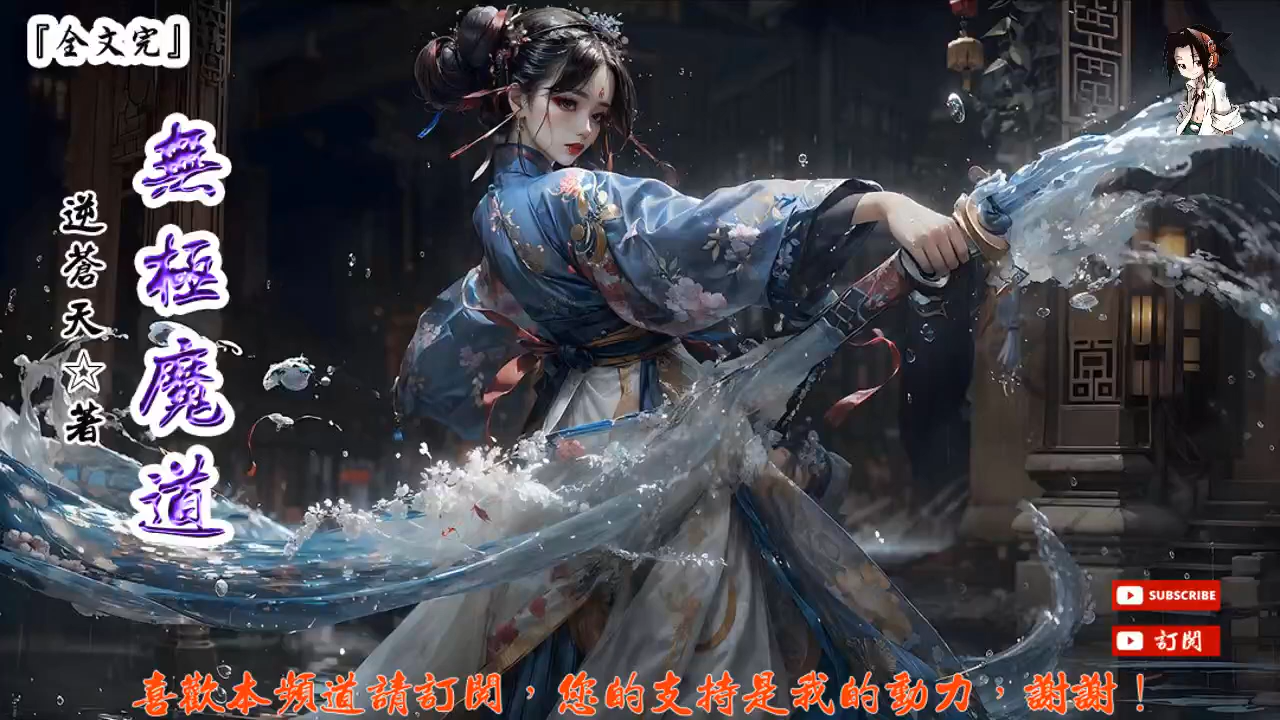 『全文完』
無極魔道
逆蒼天☆著
SUBSCRIBE
訂閱
喜歡本頻道請訂閱，您的支持是我的動力，謝謝！